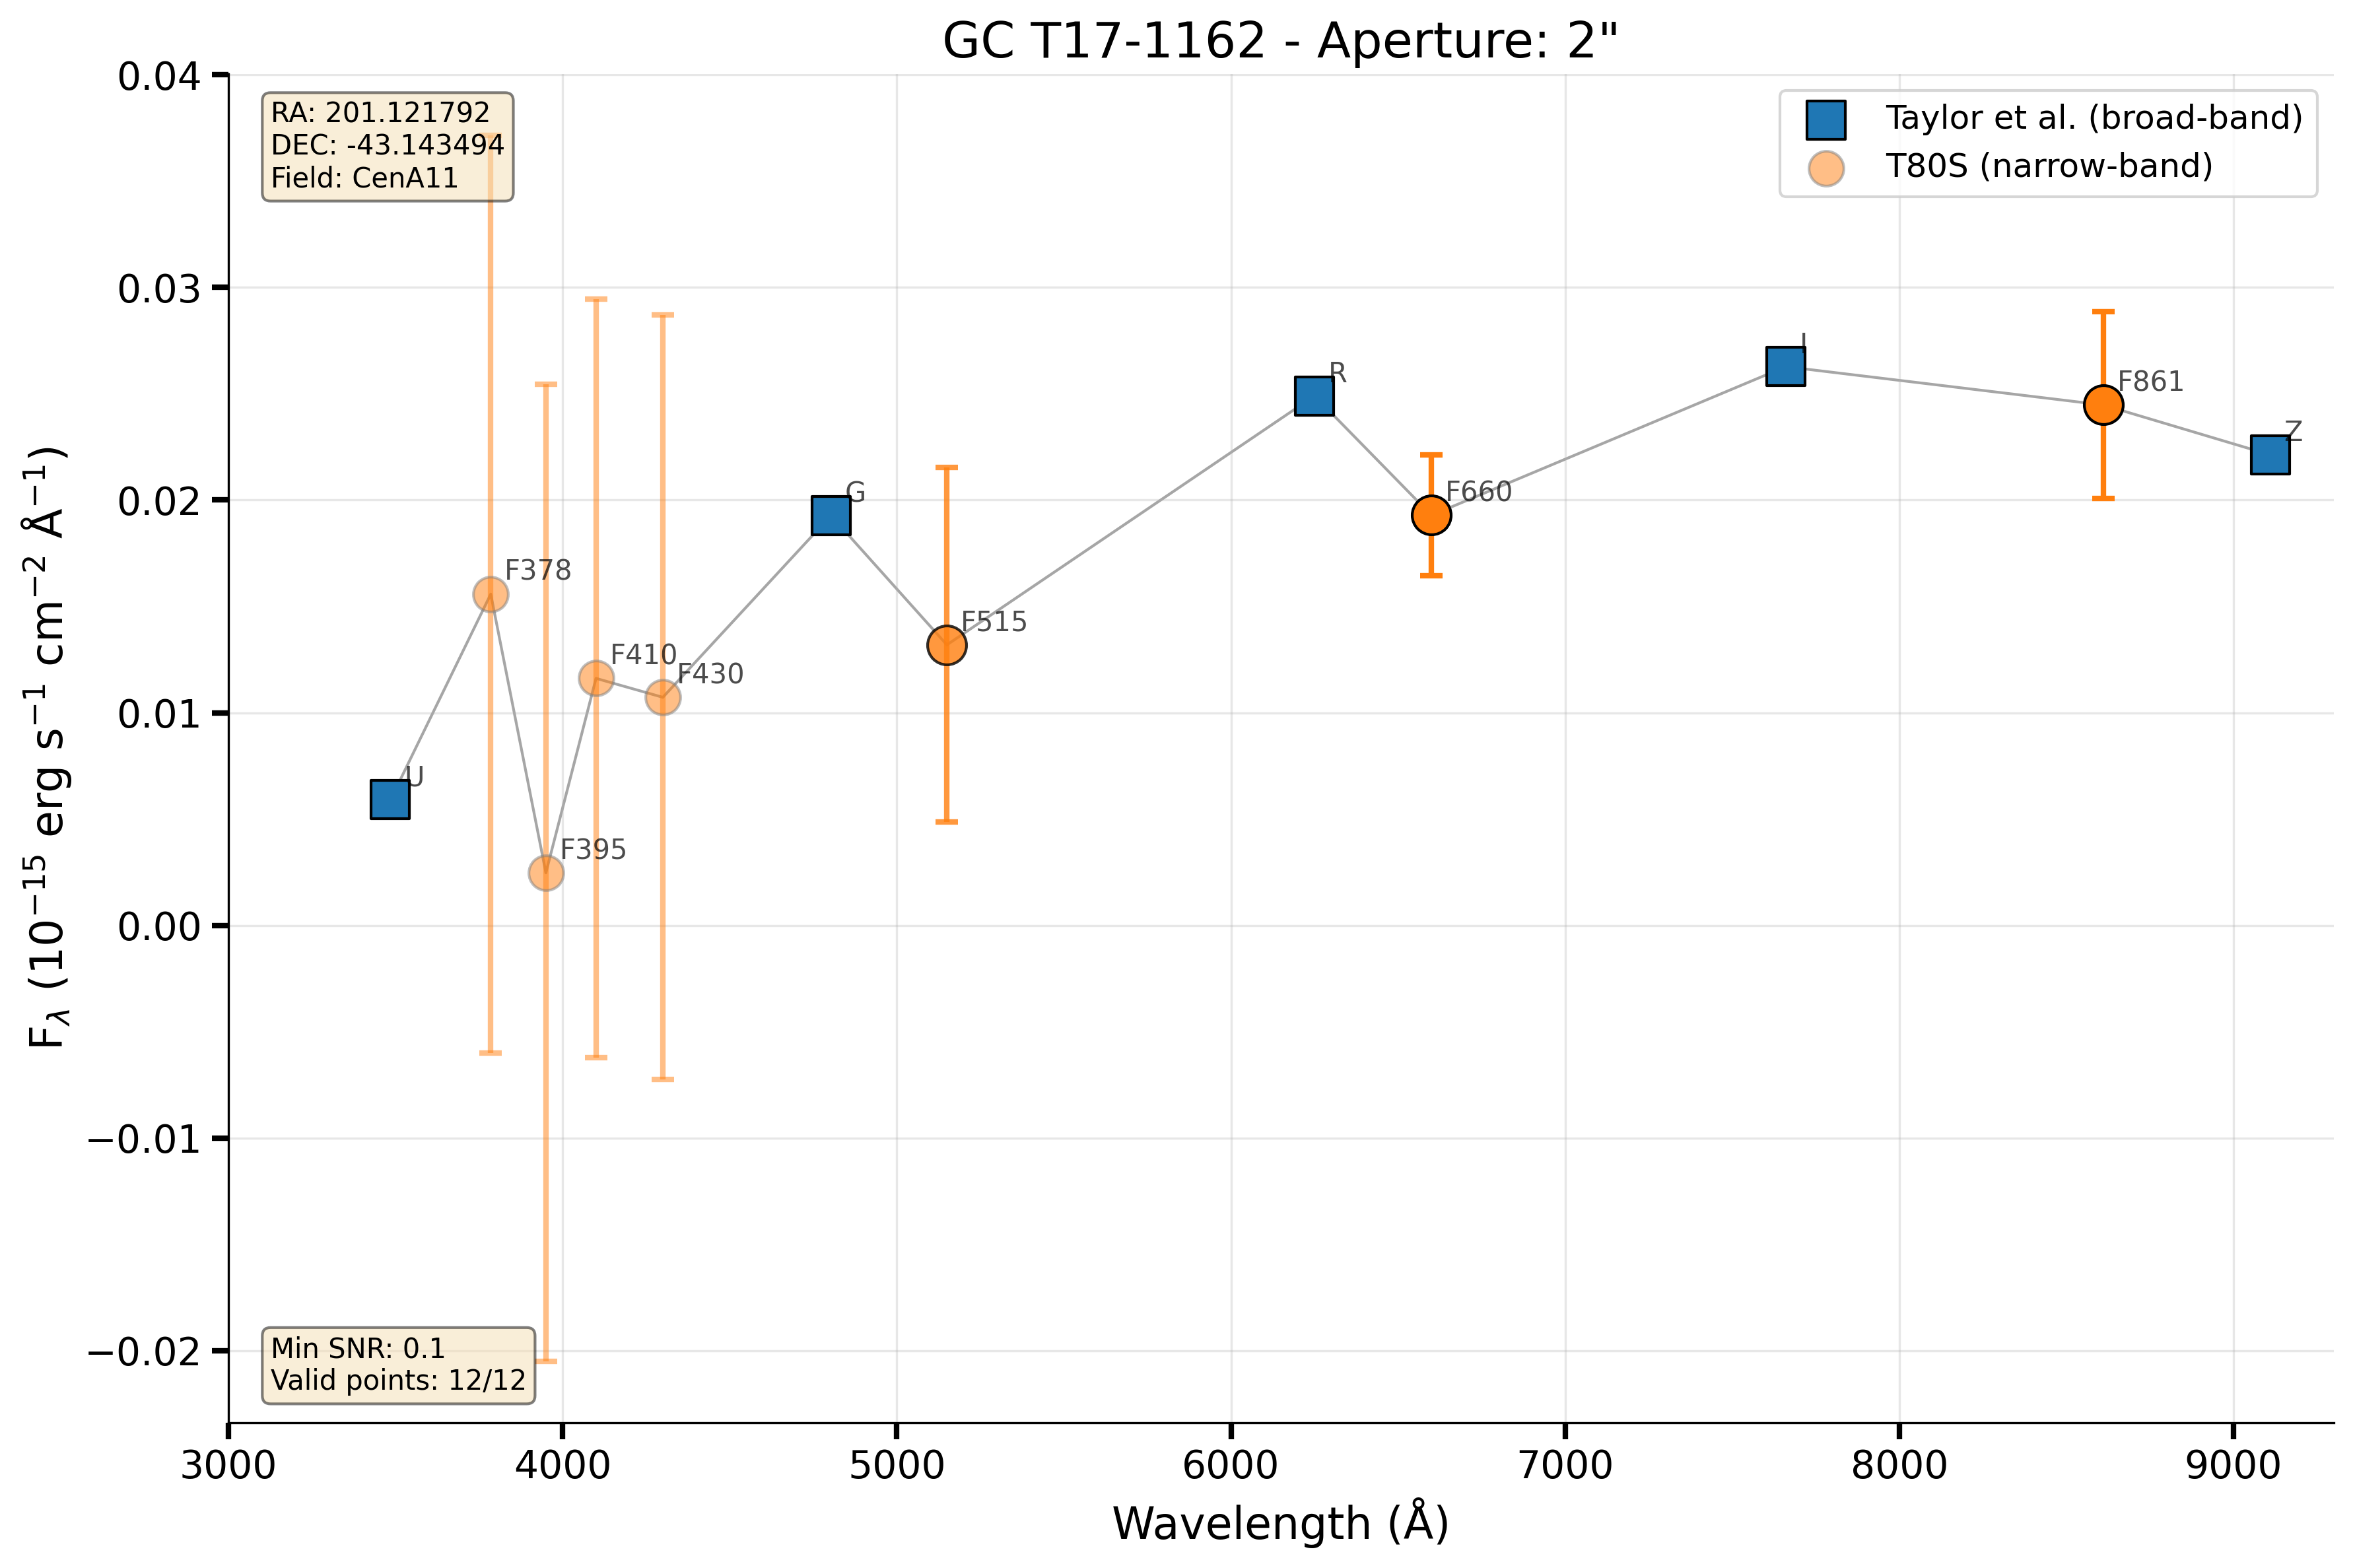 GC T17-1162 - Aperture: 2"
RA: 201.121792
DEC: -43.143494
Field: CenA11
Taylor et al. (broad-band)
T80S (narrow-band)
0.04
0.03
0.02
0.01
0.00
−0.01
−0.02
F$_{λ}$ (10$^{−15}$ erg s$^{−1}$ cm$^{−2}$ Å$^{−1}$)
U
F378
F395
F410
F430
G
F515
R
F660
I
F861
Z
Min SNR: 0.1
Valid points: 12/12
3000 4000 5000 6000 7000 8000 9000
Wavelength (Å)